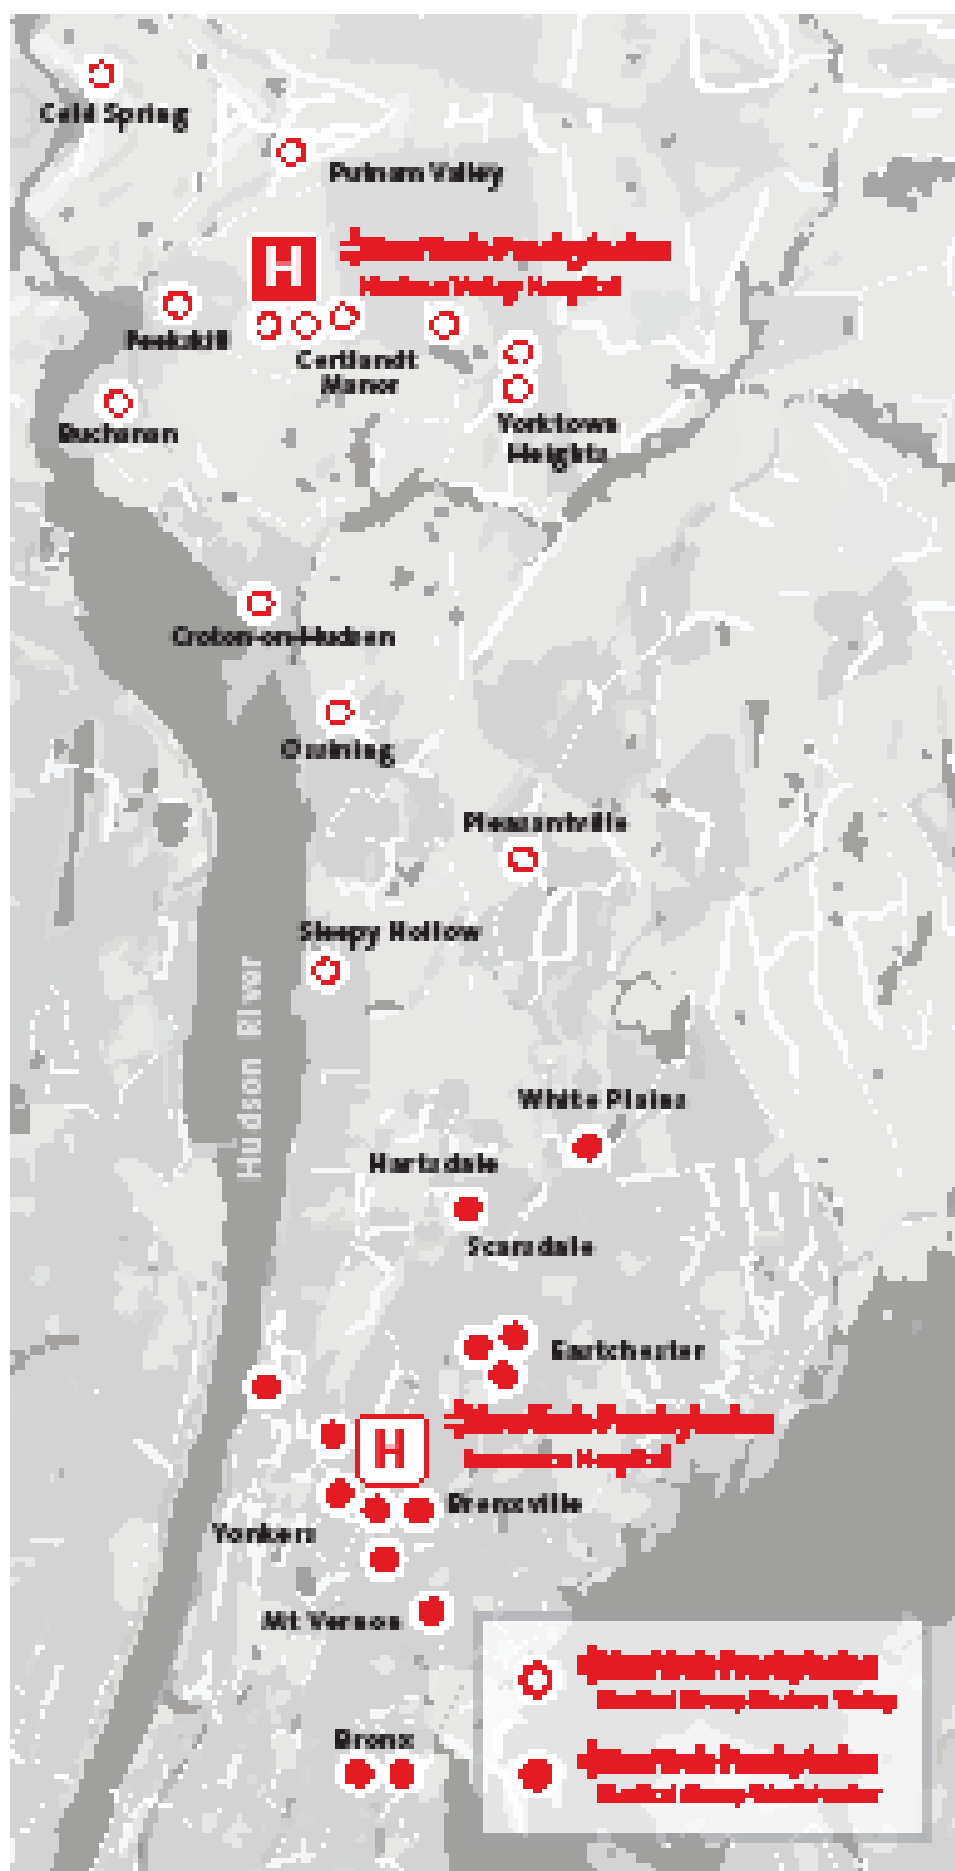 Cold Spring
Putnam Valley
H
NewYork-Presbyterian
Hudson Valley Hospital
Peekskill
Cortlandt
Manor
Buchanan
Yorktown
Heights
Croton-on-Hudson
Ossining
Pleasantville
Sleepy Hollow
Hudson River
White Plains
Hartsdale
Scarsdale
Eastchester
NewYork-Presbyterian
H
Lawrence Hospital
Bronxville
Yonkers
Mt Vernon
NewYork-Presbyterian
Medical Group Hudson Valley
Bronx
NewYork-Presbyterian
Medical Group Westchester